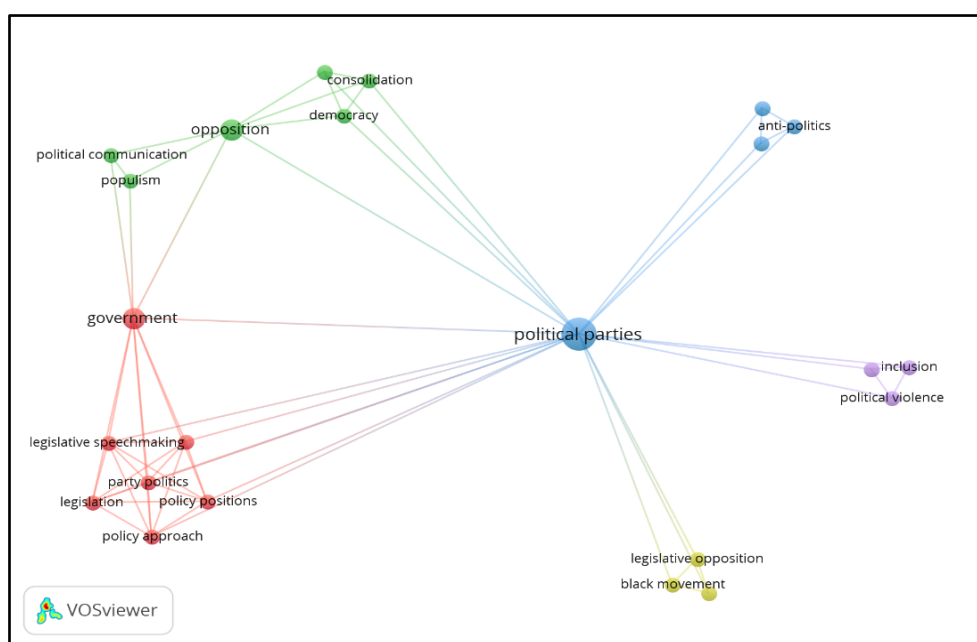 consolidation
anti-politics
democracy
opposition
political communication
populism
government
political parties
inclusion
political violence
legislative speechmaking
party politics
legislation
policy positions
policy approach
legislative opposition
black movement
VOSviewer